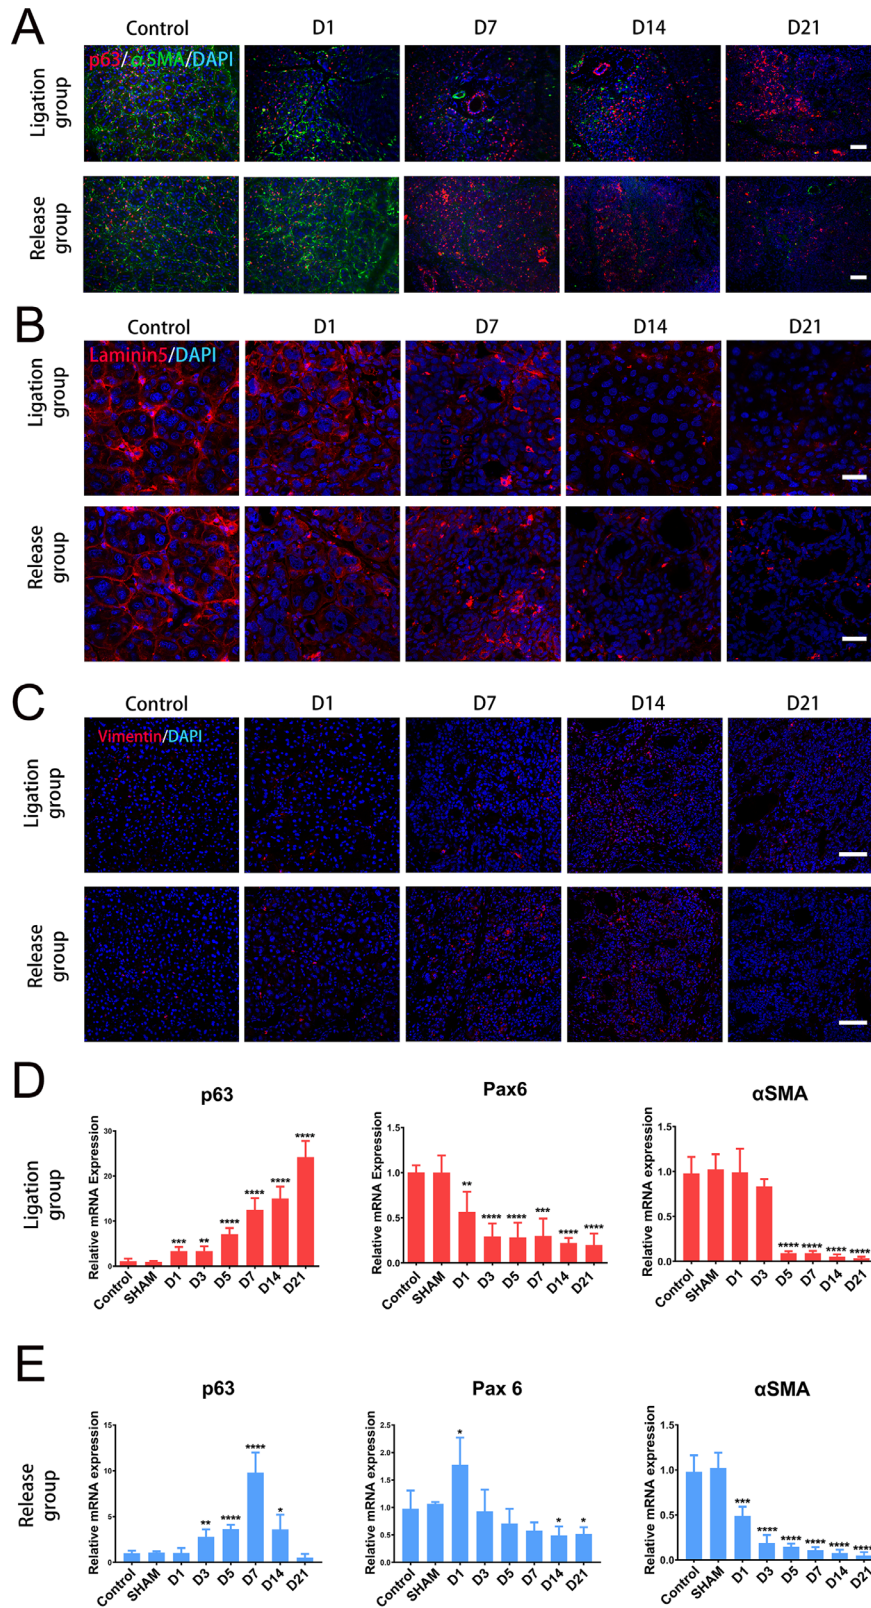 A
Control D1 D7 D14 D21
p63/αSMA/DAPI
Ligation group
Release group
B
Control D1 D7 D14 D21
Laminin5/DAPI
Ligation group
Release group
C
Control D1 D7 D14 D21
Vimentin/DAPI
Ligation group
Release group
D
Ligation group
p63
Relative mRNA Expression
30
20
10
0
*** ** **** **** **** ****
Control SHAM D1 D3 D5 D7 D14 D21
Pax6
Relative mRNA Expression
1.5
1.0
0.5
0.0
** **** **** *** **** ****
Control SHAM D1 D3 D5 D7 D14 D21
αSMA
Relative mRNA expression
1.5
1.0
0.5
0.0
**** **** **** ****
Control SHAM D1 D3 D5 D7 D14 D21
E
Release group
p63
Relative mRNA expression
15
10
5
0
** **** **** *
Control SHAM D1 D3 D5 D7 D14 D21
Pax 6
Relative mRNA expression
2.5
2.0
1.5
1.0
0.5
0.0
* * *
Control SHAM D1 D3 D5 D7 D14 D21
αSMA
Relative mRNA expression
1.5
1.0
0.5
0.0
*** **** **** **** **** ****
Control SHAM D1 D3 D5 D7 D14 D21